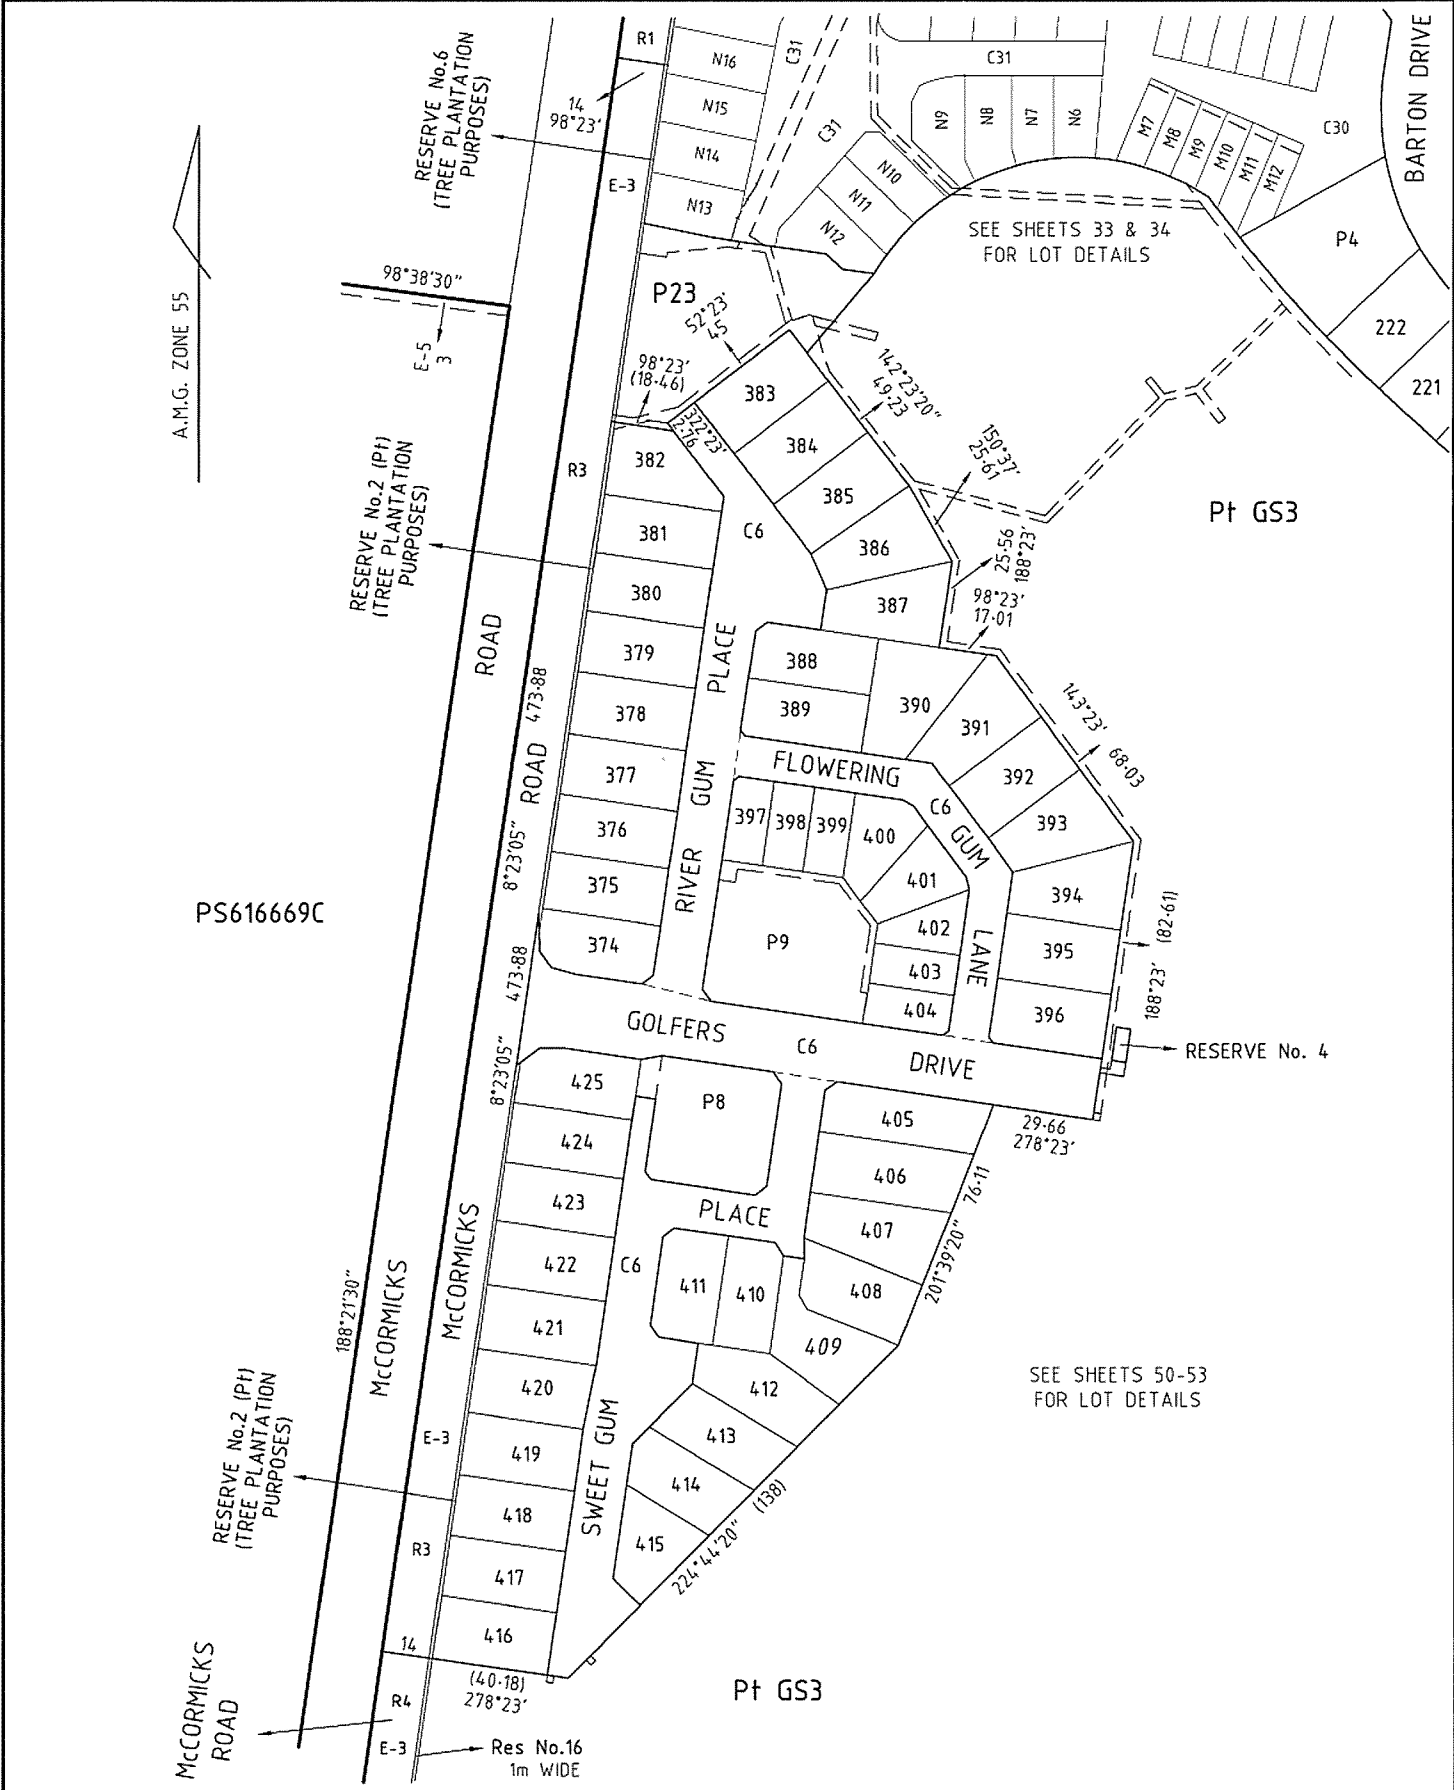 RESERVE No.6
(TREE PLANTATION
PURPOSES)
R1
14
98°23'
E-3
N16
N15
N14
N13
C31
C31
C31
N9
N8
N7
N6
N10
N11
N12
M7
M8
M9
M10
M11
M12
C30
BARTON DRIVE
P4
222
221
SEE SHEETS 33 & 34
FOR LOT DETAILS
A.M.G. ZONE 55
98°38'30"
E-5
3
P23
52°23'
45
98°23'
(18·46)
322°23'
2·76
142°23'20"
49·23
150°37'
25·61
25·56
188°23'
98°23'
17·01
143°23'
68·03
Pt GS3
RESERVE No.2 (Pt)
(TREE PLANTATION
PURPOSES)
R3
382
381
380
379
378
377
376
375
374
383
384
385
386
387
C6
388
389
390
391
392
393
394
395
396
397
398
399
400
401
402
403
404
P9
RIVER GUM PLACE
FLOWERING
C6
GUM
LANE
ROAD
ROAD
473·88
8°23'05"
473·88
8°23'05"
PS616669C
(82·61)
188°23'
RESERVE No. 4
GOLFERS
C6
DRIVE
29·66
278°23'
425
424
423
422
421
420
419
418
417
416
P8
PLACE
C6
SWEET GUM
405
406
407
408
409
410
411
412
413
414
415
76·11
201°39'20"
(138)
224°44'20"
SEE SHEETS 50-53
FOR LOT DETAILS
188°21'30"
McCORMICKS
McCORMICKS
RESERVE No.2 (Pt)
(TREE PLANTATION
PURPOSES)
E-3
R3
14
(40·18)
278°23'
Pt GS3
McCORMICKS
ROAD
R4
E-3
Res No.16
1m WIDE